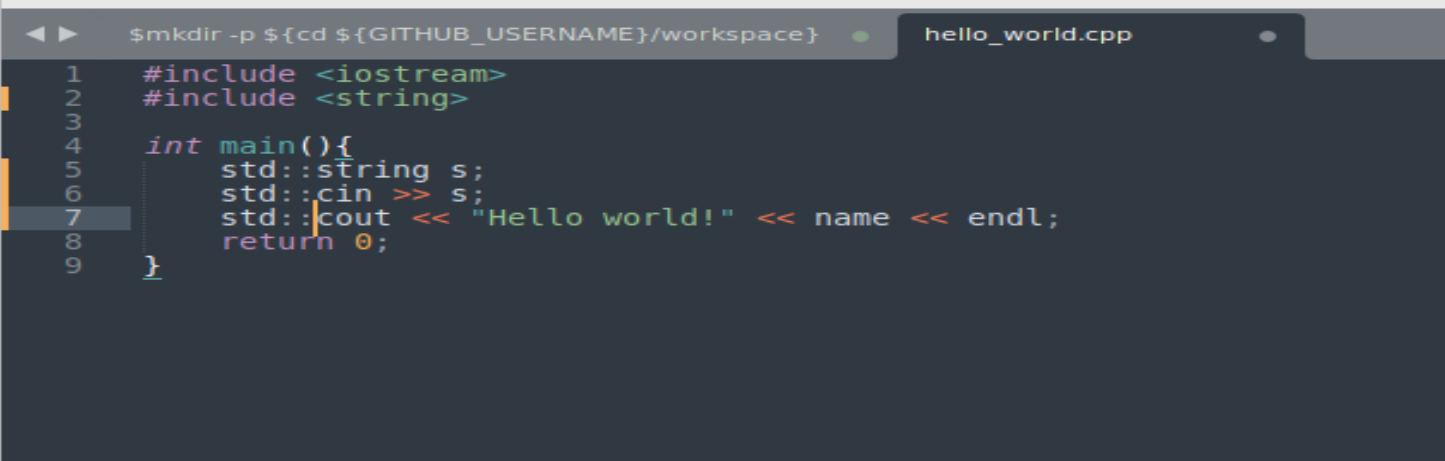 $mkdir -p ${cd ${GITHUB_USERNAME}/workspace} hello_world.cpp
1 #include <iostream>
2 #include <string>
3
4 int main(){
5 std::string s;
6 std::cin >> s;
7 std::cout << "Hello world!" << name << endl;
8 return 0;
9 }